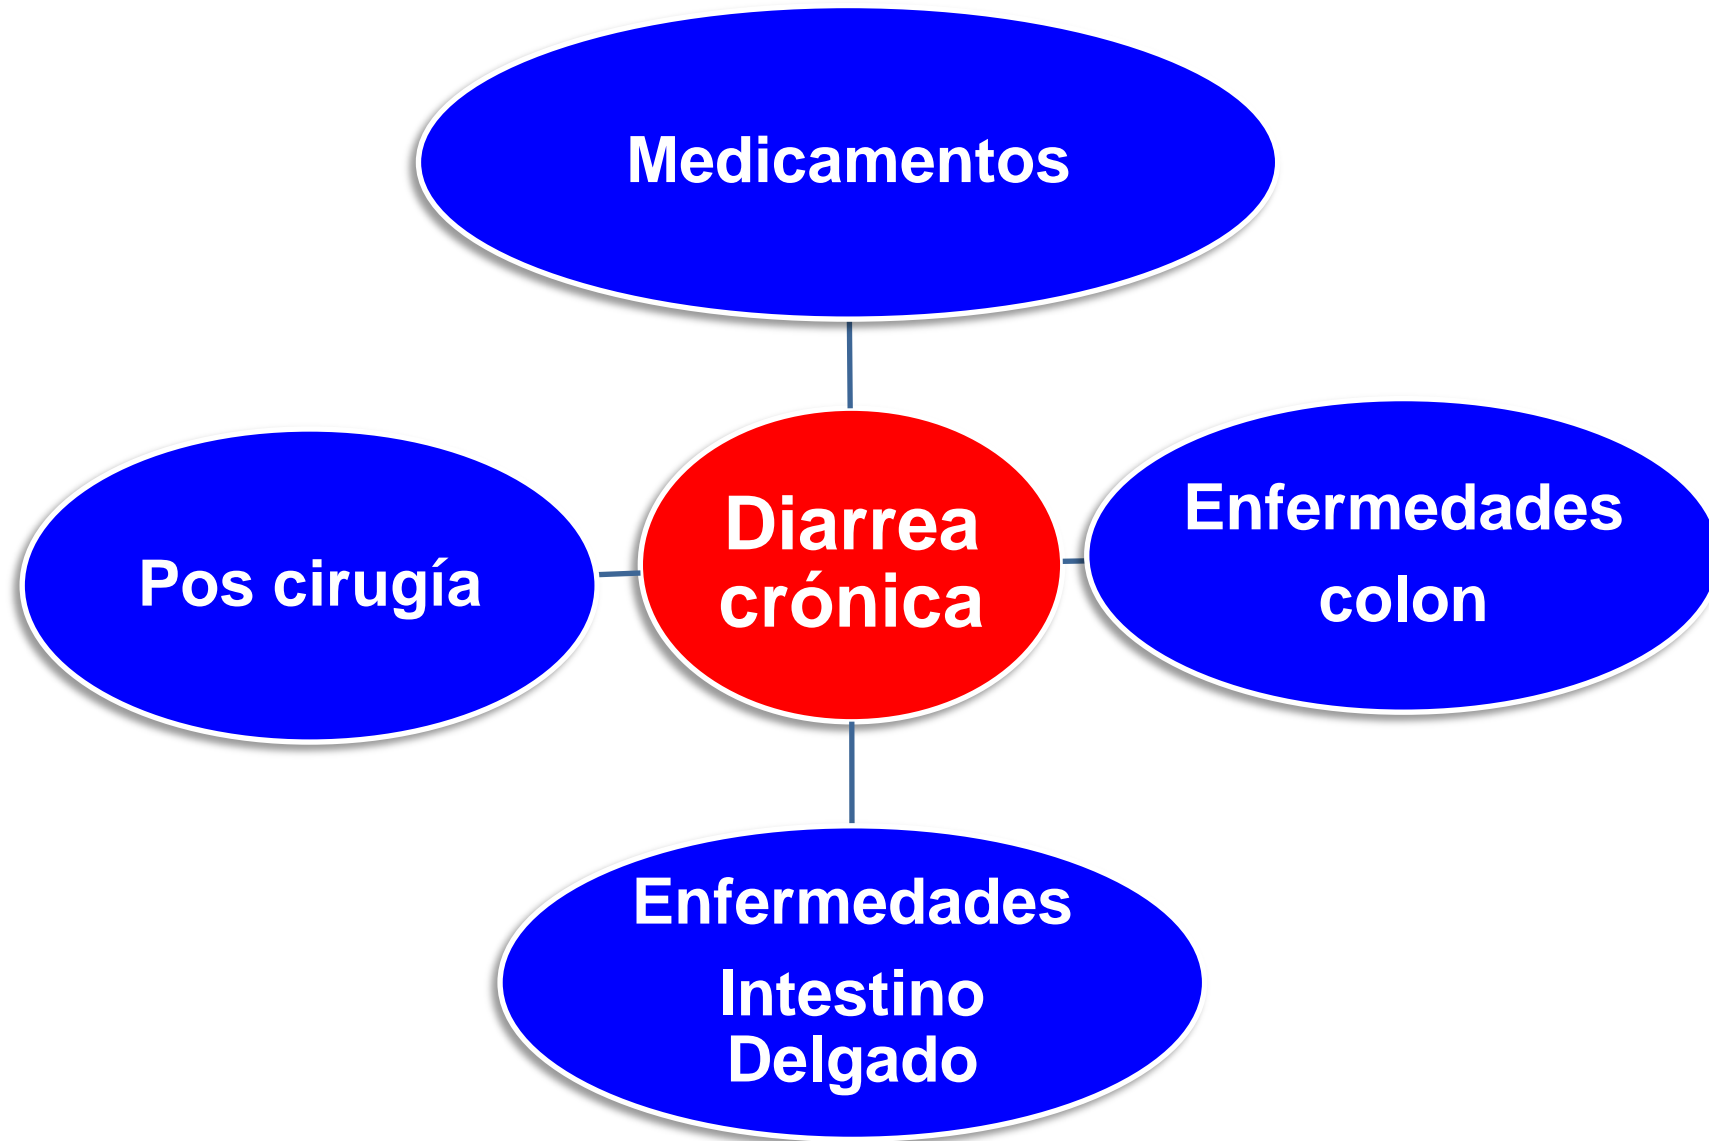 Medicamentos
Pos cirugía
Diarrea
crónica
Enfermedades
colon
Enfermedades
Intestino
Delgado